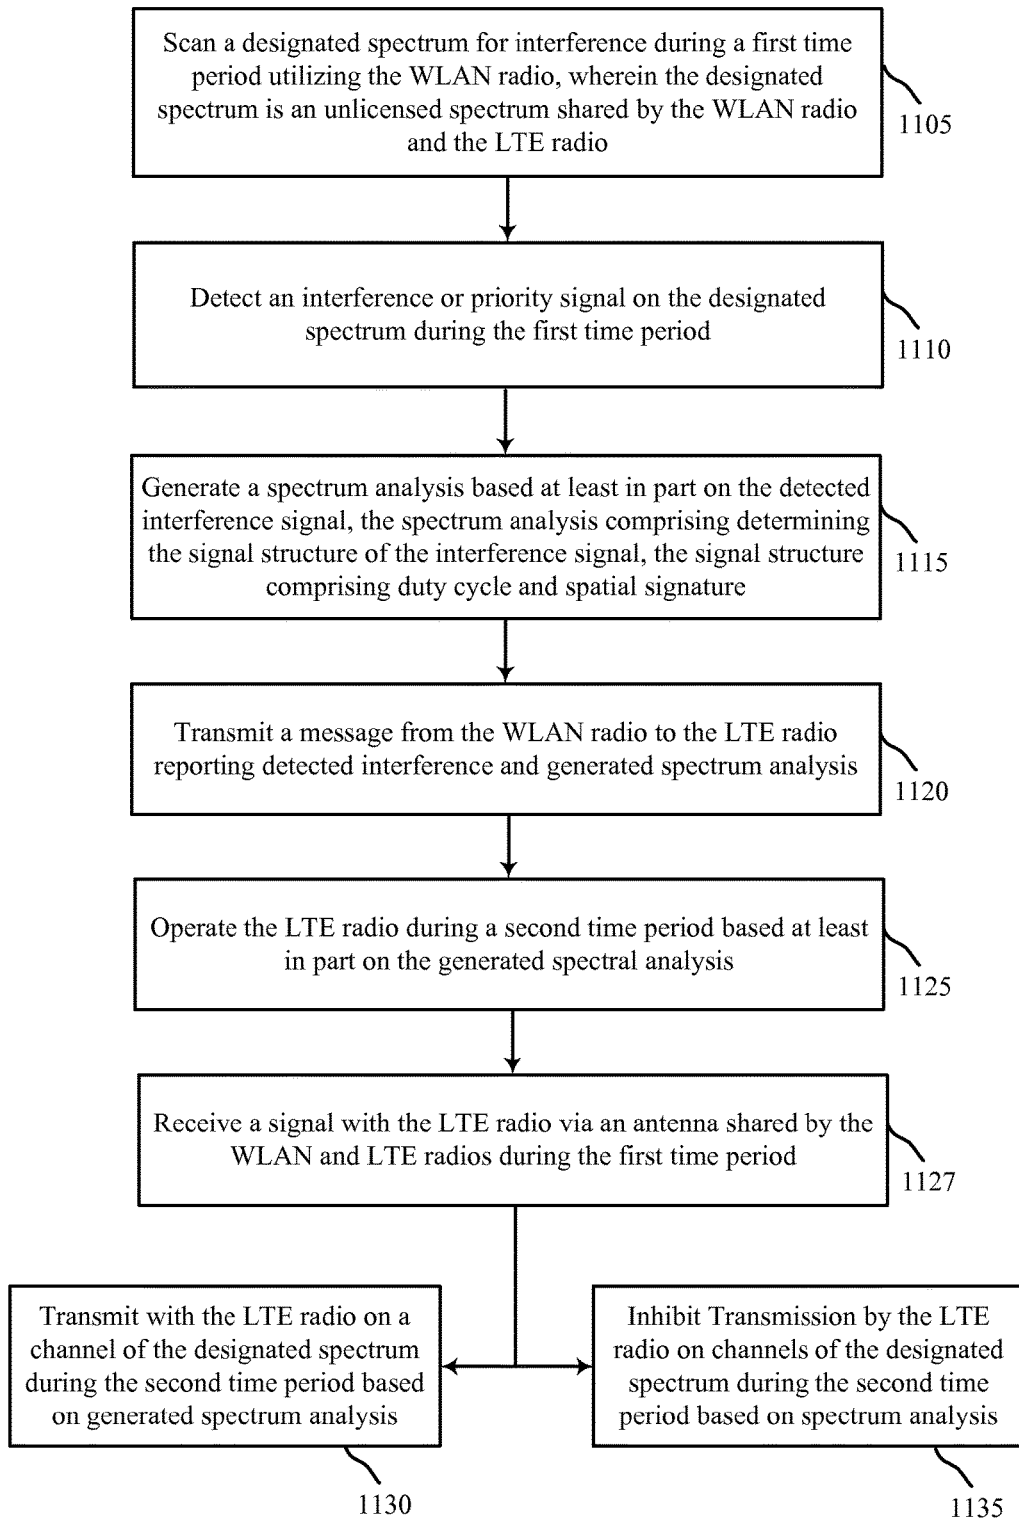 Scan a designated spectrum for interference during a first time
period utilizing the WLAN radio, wherein the designated
spectrum is an unlicensed spectrum shared by the WLAN radio
and the LTE radio
1105
Detect an interference or priority signal on the designated
spectrum during the first time period
1110
Generate a spectrum analysis based at least in part on the detected
interference signal, the spectrum analysis comprising determining
the signal structure of the interference signal, the signal structure
comprising duty cycle and spatial signature
1115
Transmit a message from the WLAN radio to the LTE radio
reporting detected interference and generated spectrum analysis
1120
Operate the LTE radio during a second time period based at least
in part on the generated spectral analysis
1125
Receive a signal with the LTE radio via an antenna shared by the
WLAN and LTE radios during the first time period
1127
Transmit with the LTE radio on a
channel of the designated spectrum
during the second time period based
on generated spectrum analysis
1130
Inhibit Transmission by the LTE
radio on channels of the designated
spectrum during the second time
period based on spectrum analysis
1135